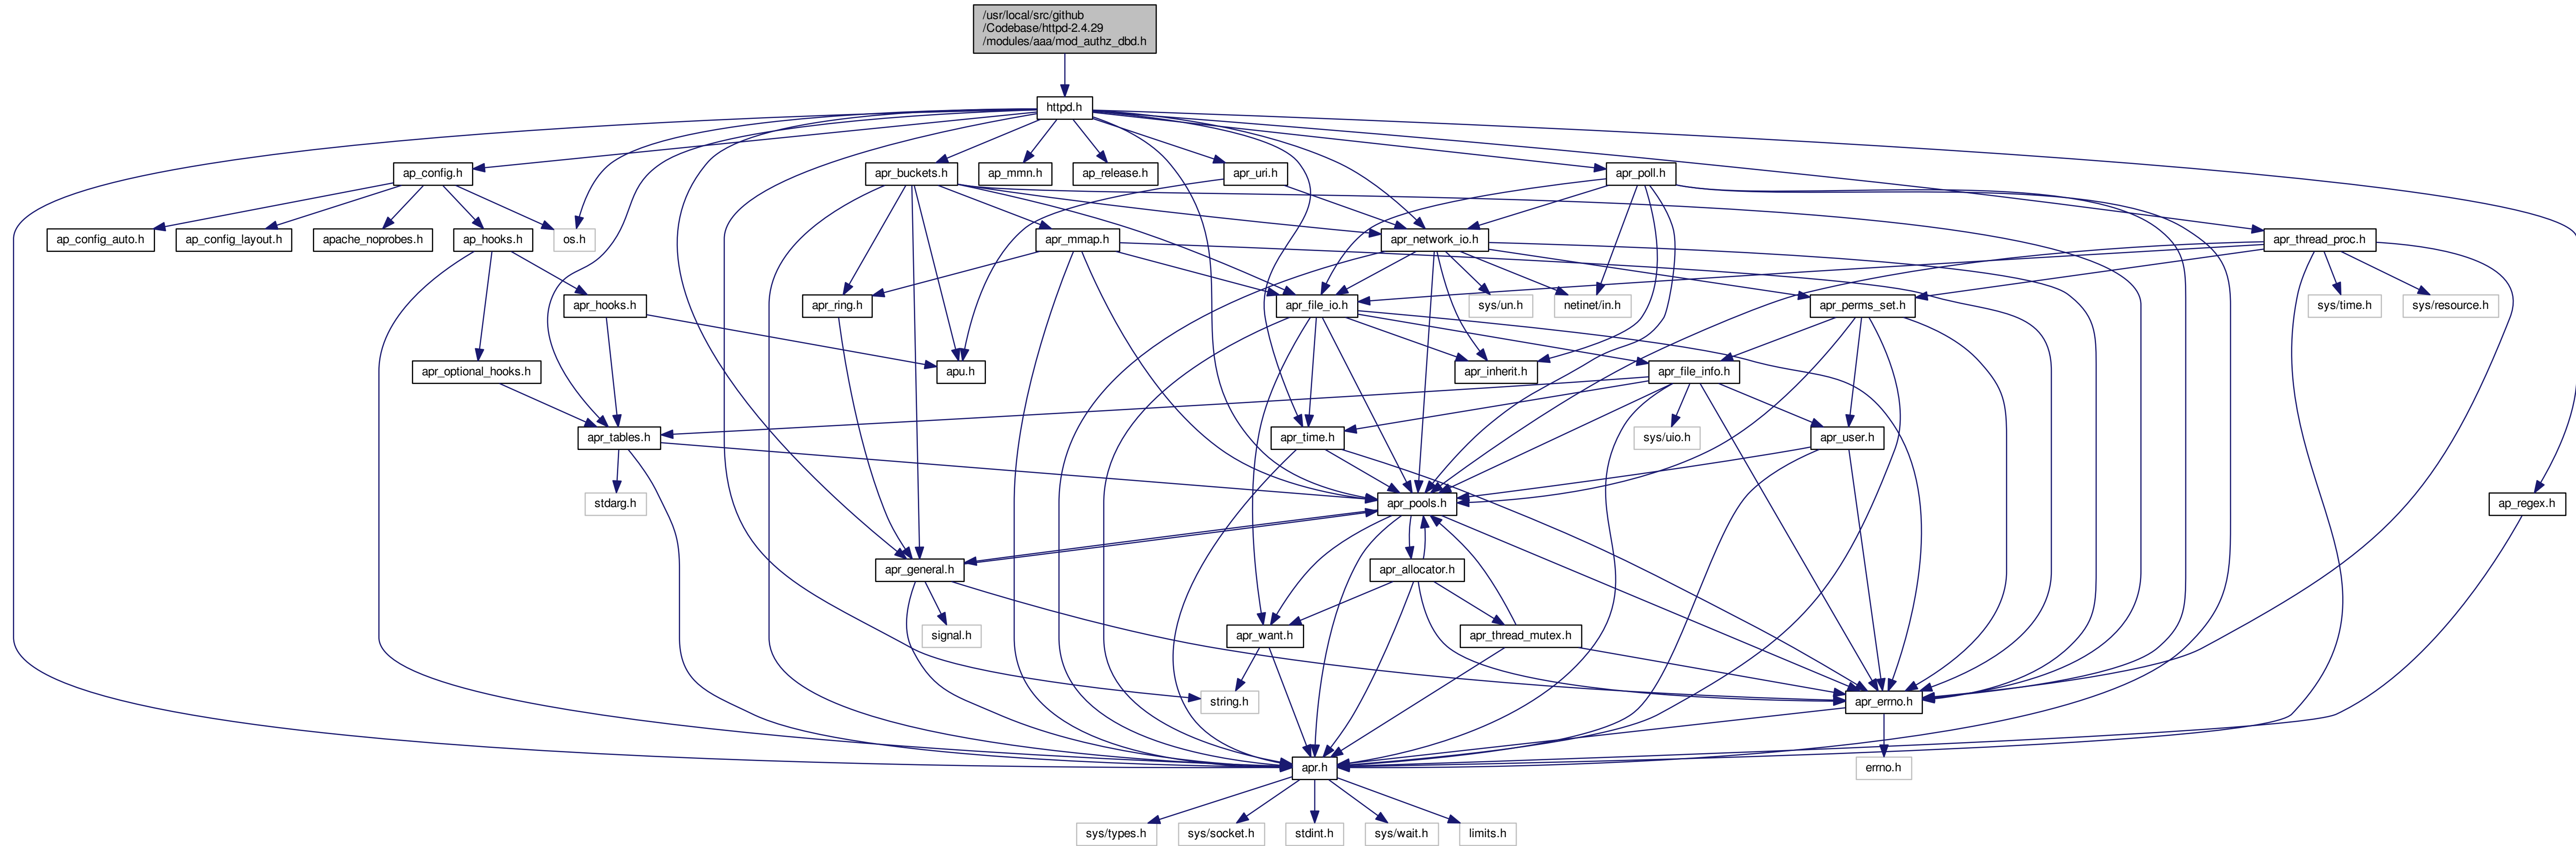 /usr/local/src/github
/Codebase/httpd-2.4.29
/modules/aaa/mod_authz_dbd.h
httpd.h
ap_config.h
apr_buckets.h
ap_mmn.h
ap_release.h
apr_uri.h
apr_poll.h
ap_config_auto.h
ap_config_layout.h
apache_noprobes.h
ap_hooks.h
os.h
apr_mmap.h
apr_network_io.h
apr_thread_proc.h
apr_hooks.h
apr_ring.h
apr_file_io.h
sys/un.h
netinet/in.h
apr_perms_set.h
sys/time.h
sys/resource.h
apr_optional_hooks.h
apu.h
apr_inherit.h
apr_file_info.h
apr_tables.h
apr_time.h
sys/uio.h
apr_user.h
stdarg.h
apr_pools.h
ap_regex.h
apr_general.h
apr_allocator.h
signal.h
apr_want.h
apr_thread_mutex.h
string.h
apr_errno.h
apr.h
errno.h
sys/types.h
sys/socket.h
stdint.h
sys/wait.h
limits.h